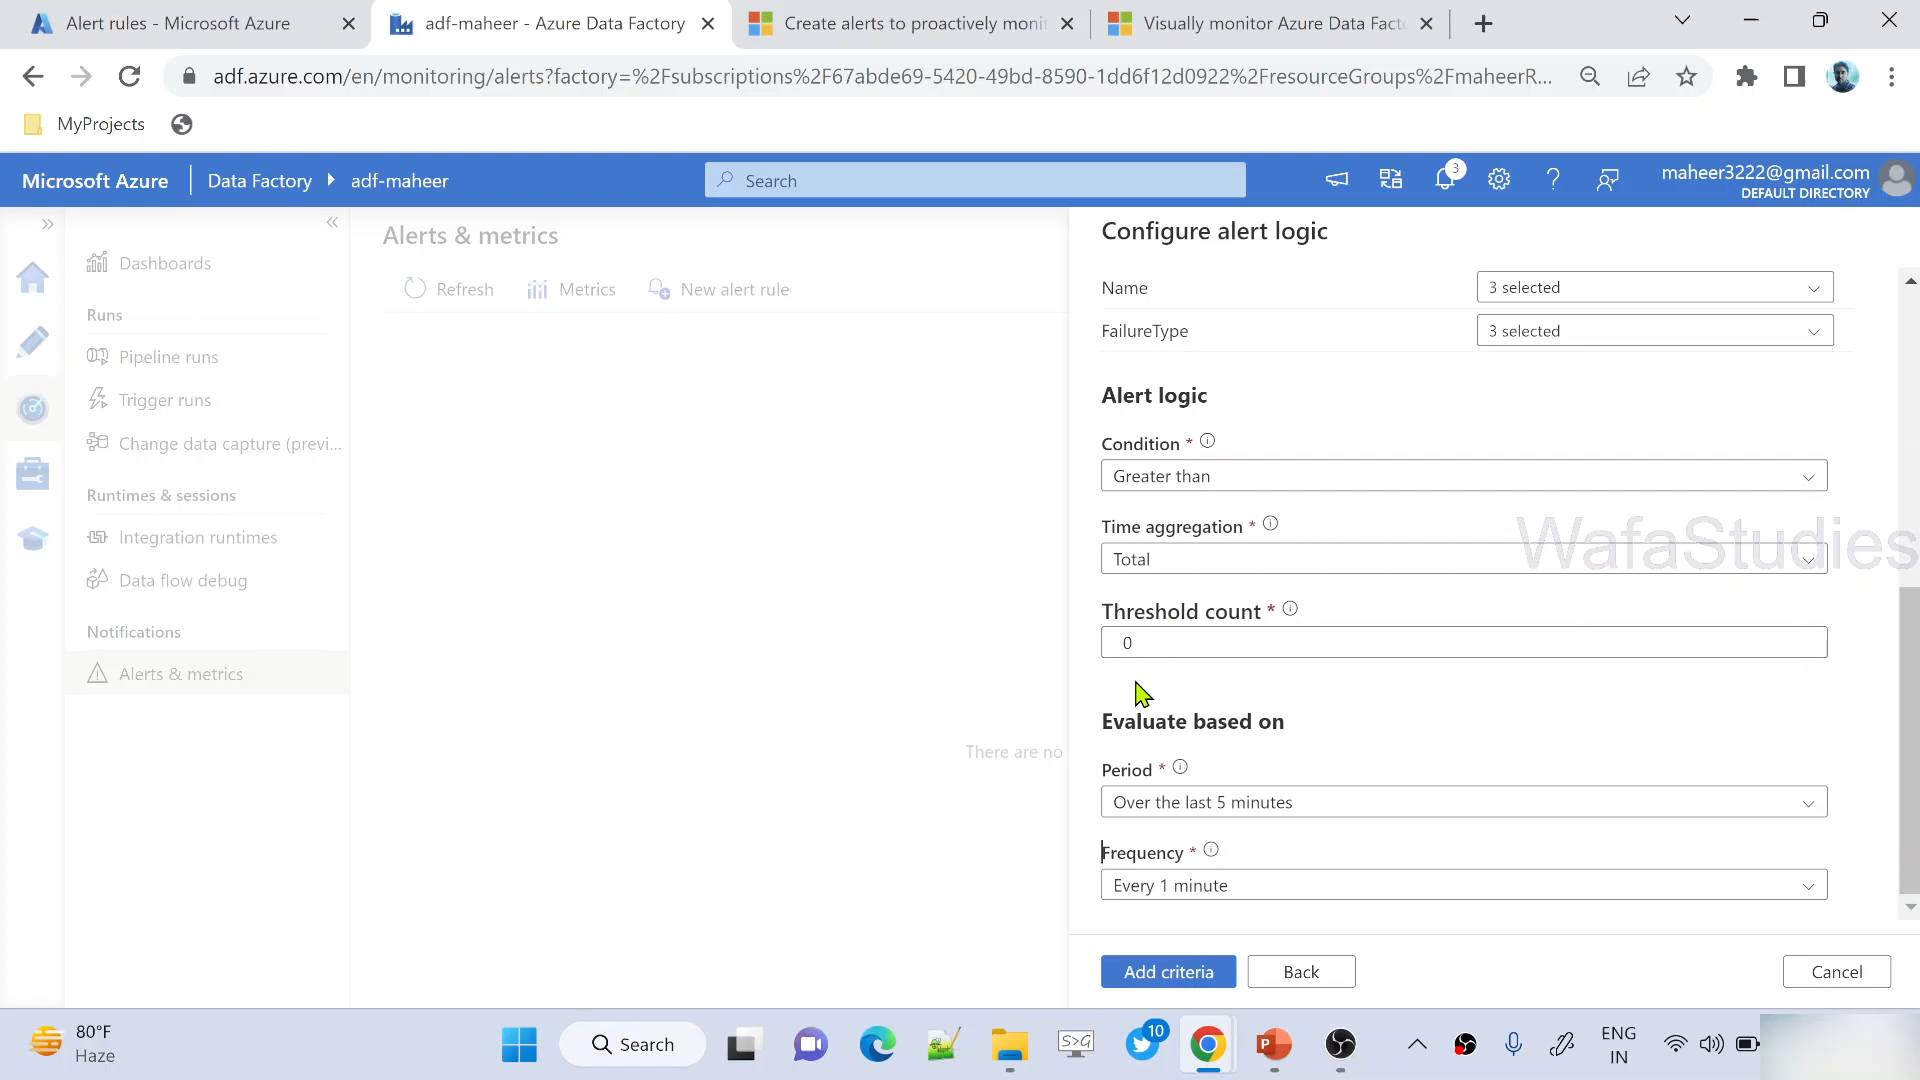 Alert rules - Microsoft Azure
adf-maheer - Azure Data Factory
Create alerts to proactively moni
Visually monitor Azure Data Fact
adf.azure.com/en/monitoring/alerts?factory=%2Fsubscriptions%2F67abde69-5420-49bd-8590-1dd6f12d0922%2FresourceGroups%2FmaheerR...
MyProjects
Microsoft Azure
Data Factory
adf-maheer
Search
3
maheer3222@gmail.com
DEFAULT DIRECTORY
Dashboards
Runs
Pipeline runs
Trigger runs
Change data capture (previ...
Runtimes & sessions
Integration runtimes
Data flow debug
Notifications
Alerts & metrics
Alerts & metrics
Refresh
Metrics
New alert rule
There are no
Configure alert logic
Name
3 selected
FailureType
3 selected
Alert logic
Condition *
Greater than
Time aggregation *
Total
WafaStudies
Threshold count *
0
Evaluate based on
Period *
Over the last 5 minutes
Frequency *
Every 1 minute
Add criteria
Back
Cancel
80°F
Haze
Search
S>G
10
P
ENG
IN